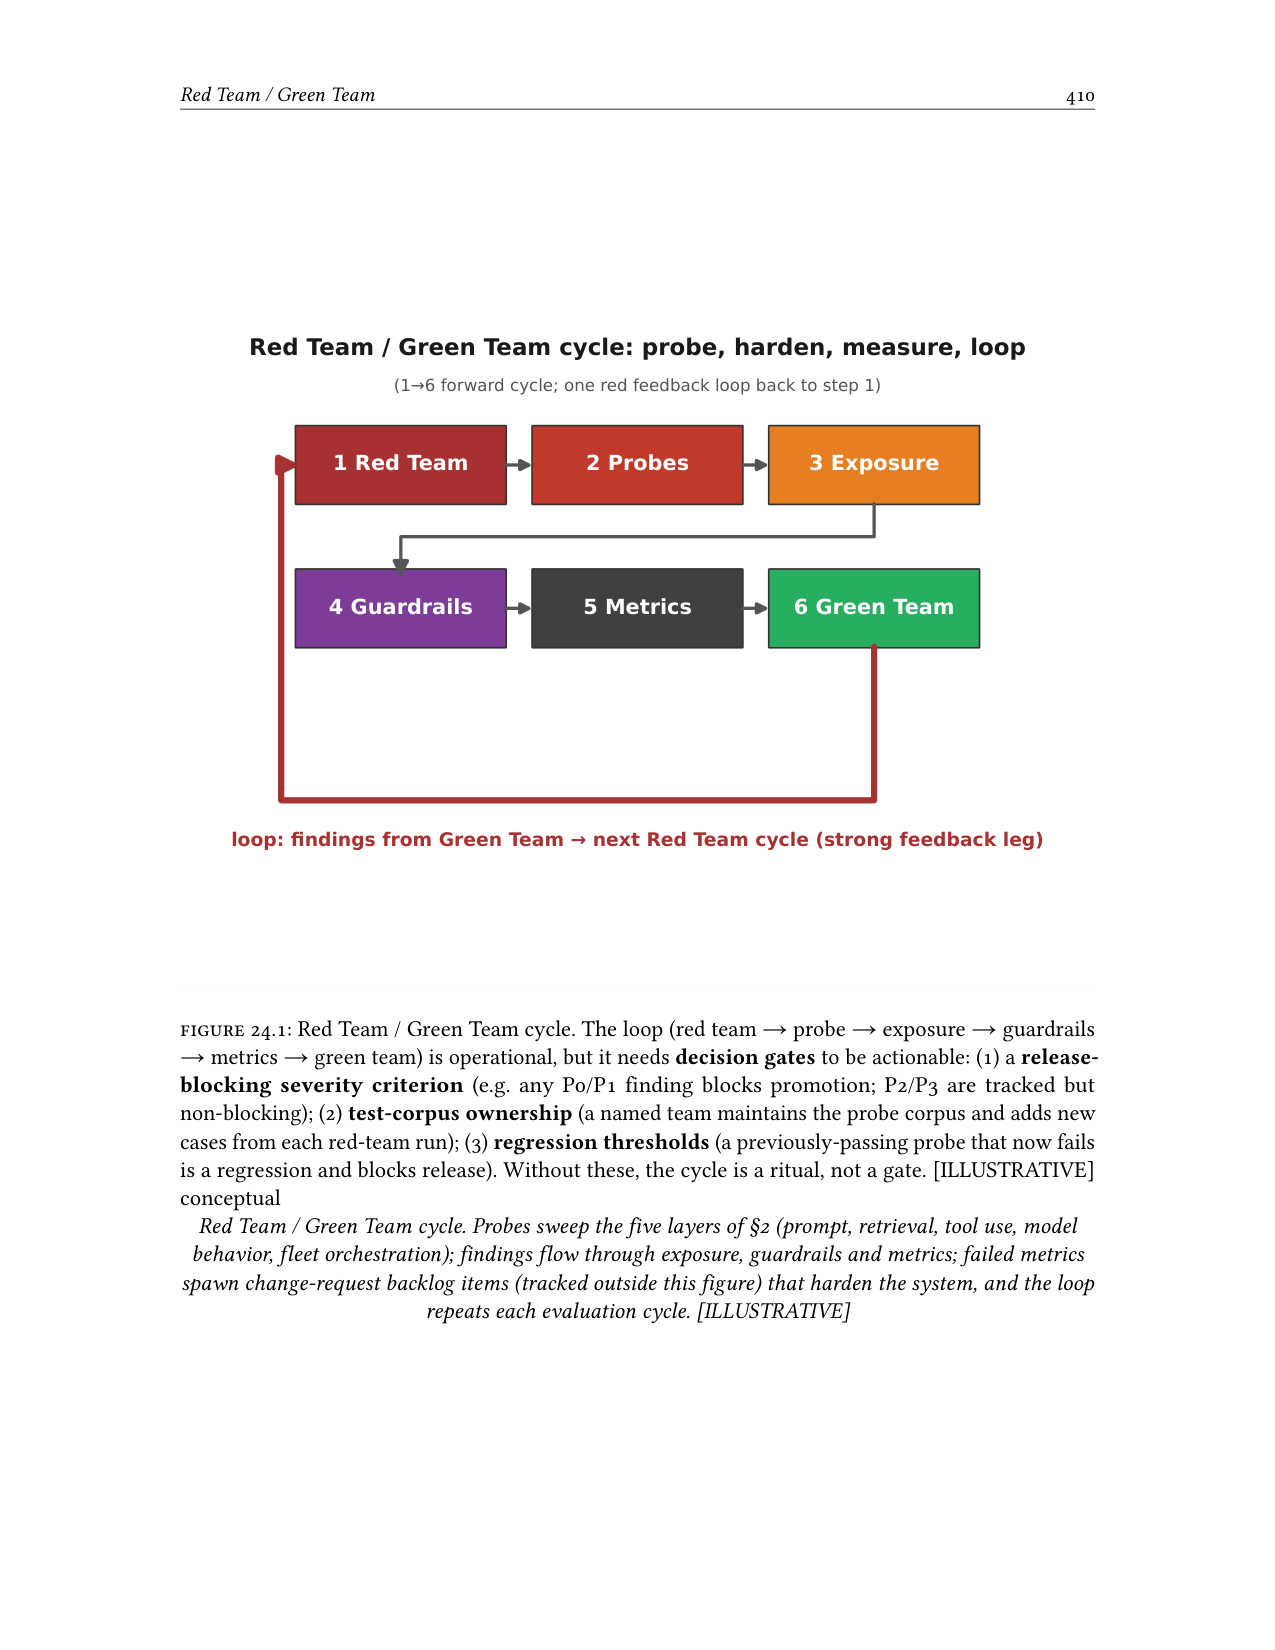 Red Team / Green Team 410
Red Team / Green Team cycle: probe, harden, measure, loop
(1→6 forward cycle; one red feedback loop back to step 1)
1 Red Team
2 Probes
3 Exposure
4 Guardrails
5 Metrics
6 Green Team
loop: findings from Green Team → next Red Team cycle (strong feedback leg)
FIGURE 24.1: Red Team / Green Team cycle. The loop (red team → probe → exposure → guardrails
→ metrics → green team) is operational, but it needs decision gates to be actionable: (1) a release-
blocking severity criterion (e.g. any P0/P1 finding blocks promotion; P2/P3 are tracked but
non-blocking); (2) test-corpus ownership (a named team maintains the probe corpus and adds new
cases from each red-team run); (3) regression thresholds (a previously-passing probe that now fails
is a regression and blocks release). Without these, the cycle is a ritual, not a gate. [ILLUSTRATIVE]
conceptual
Red Team / Green Team cycle. Probes sweep the five layers of §2 (prompt, retrieval, tool use, model
behavior, fleet orchestration); findings flow through exposure, guardrails and metrics; failed metrics
spawn change-request backlog items (tracked outside this figure) that harden the system, and the loop
repeats each evaluation cycle. [ILLUSTRATIVE]